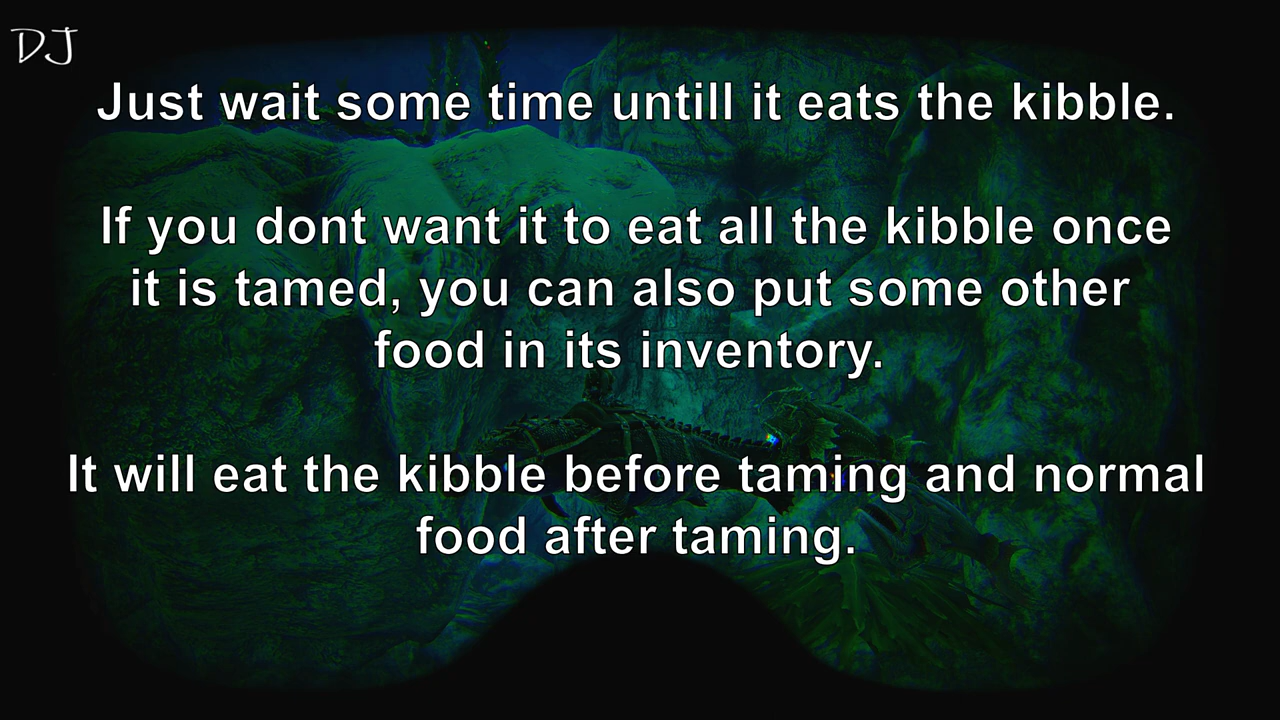 DJ
Just wait some time untill it eats the kibble.
If you dont want it to eat all the kibble once
it is tamed, you can also put some other
food in its inventory.
It will eat the kibble before taming and normal
food after taming.